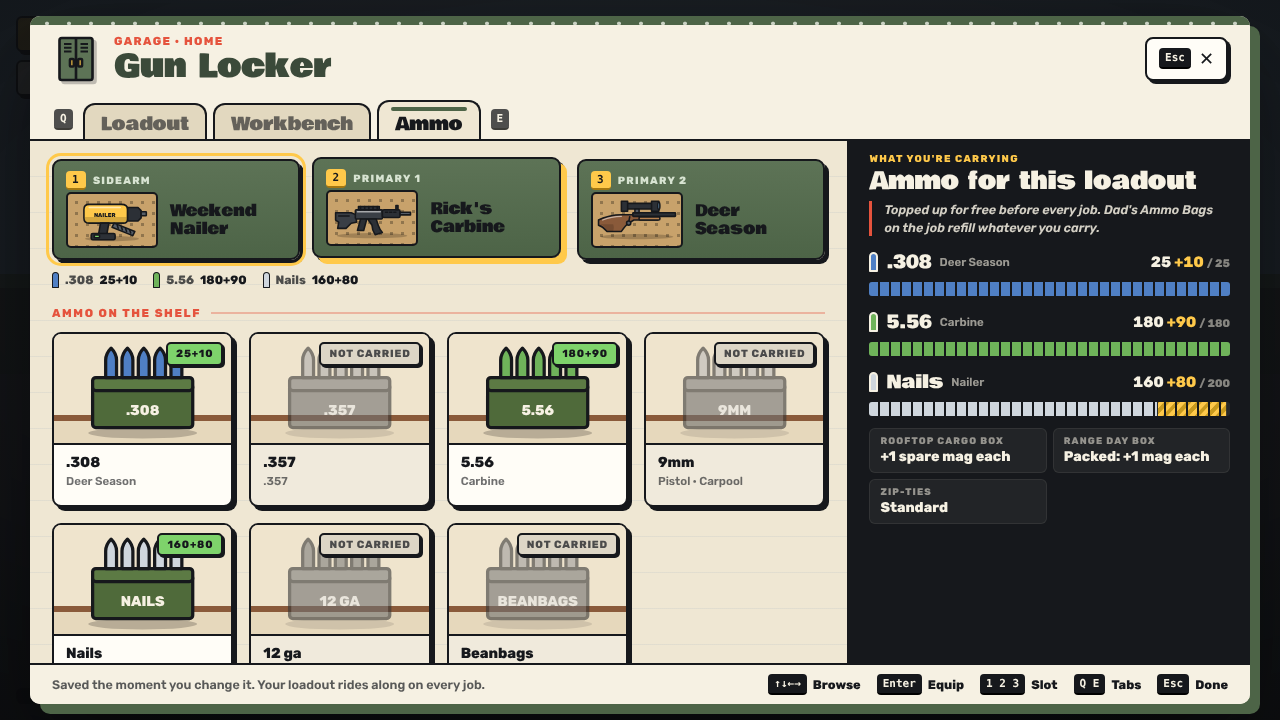 GARAGE • HOME
Gun Locker
Esc ×
Q Loadout Workbench Ammo E
1 SIDEARM
NAILER
Weekend
Nailer
2 PRIMARY 1
Rick's
Carbine
3 PRIMARY 2
Deer
Season
.308 25+10 5.56 180+90 Nails 160+80
AMMO ON THE SHELF
25+10
.308
.308
Deer Season
NOT CARRIED
.357
.357
.357
180+90
5.56
5.56
Carbine
NOT CARRIED
9MM
9mm
Pistol • Carpool
160+80
NAILS
Nails
NOT CARRIED
12 GA
12 ga
NOT CARRIED
BEANBAGS
Beanbags
WHAT YOU'RE CARRYING
Ammo for this loadout
Topped up for free before every job. Dad's Ammo Bags
on the job refill whatever you carry.
.308 Deer Season 25 +10 / 25
5.56 Carbine 180 +90 / 180
Nails Nailer 160 +80 / 200
ROOFTOP CARGO BOX
+1 spare mag each
RANGE DAY BOX
Packed: +1 mag each
ZIP-TIES
Standard
Saved the moment you change it. Your loadout rides along on every job.
↑↓←→ Browse Enter Equip 1 2 3 Slot Q E Tabs Esc Done